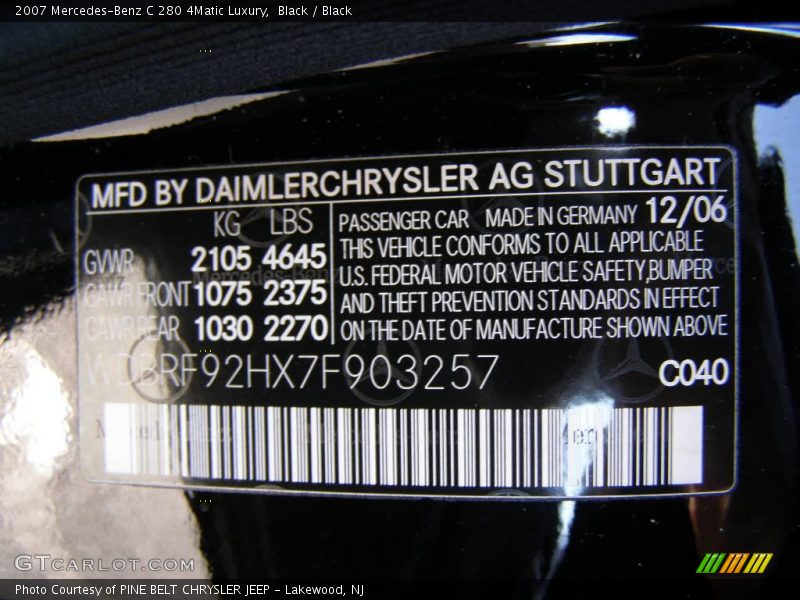 2007 Mercedes-Benz C 280 4Matic Luxury, Black / Black
MFD BY DAIMLERCHRYSLER AG STUTTGART
KG LBS
GVWR 2105 4645
GAWR FRONT 1075 2375
GAWR REAR 1030 2270
PASSENGER CAR MADE IN GERMANY 12/06
THIS VEHICLE CONFORMS TO ALL APPLICABLE
U.S. FEDERAL MOTOR VEHICLE SAFETY, BUMPER
AND THEFT PREVENTION STANDARDS IN EFFECT
ON THE DATE OF MANUFACTURE SHOWN ABOVE
WDBRF92HX7F903257 C040
GTCARLOT.COM
Photo Courtesy of PINE BELT CHRYSLER JEEP - Lakewood, NJ